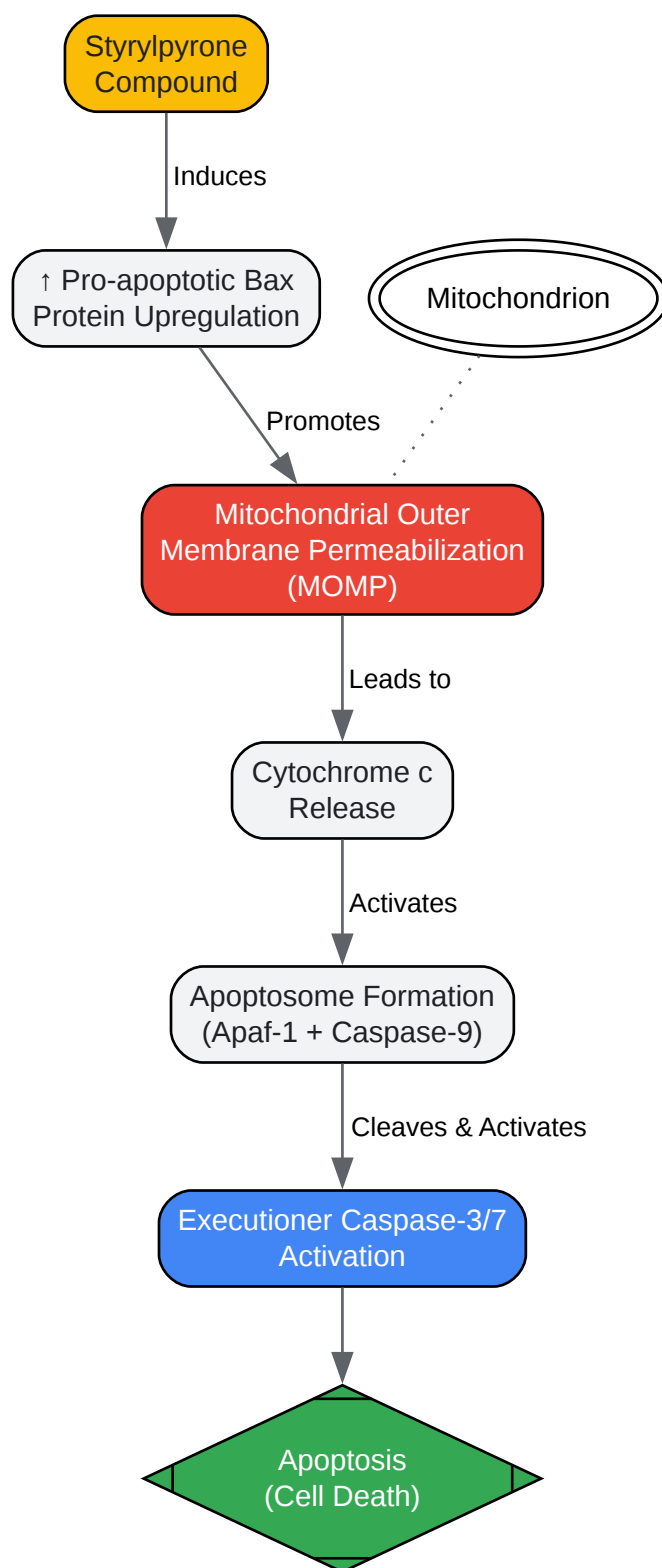 Styrylpyrone
Compound
Induces
↑ Pro-apoptotic Bax
Protein Upregulation
Mitochondrion
Promotes
Mitochondrial Outer
Membrane Permeabilization
(MOMP)
Leads to
Cytochrome c
Release
Activates
Apoptosome Formation
(Apaf-1 + Caspase-9)
Cleaves & Activates
Executioner Caspase-3/7
Activation
Apoptosis
(Cell Death)